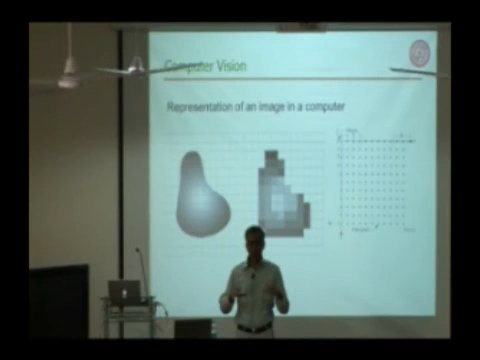 Computer Vision
Representation of an image in a computer